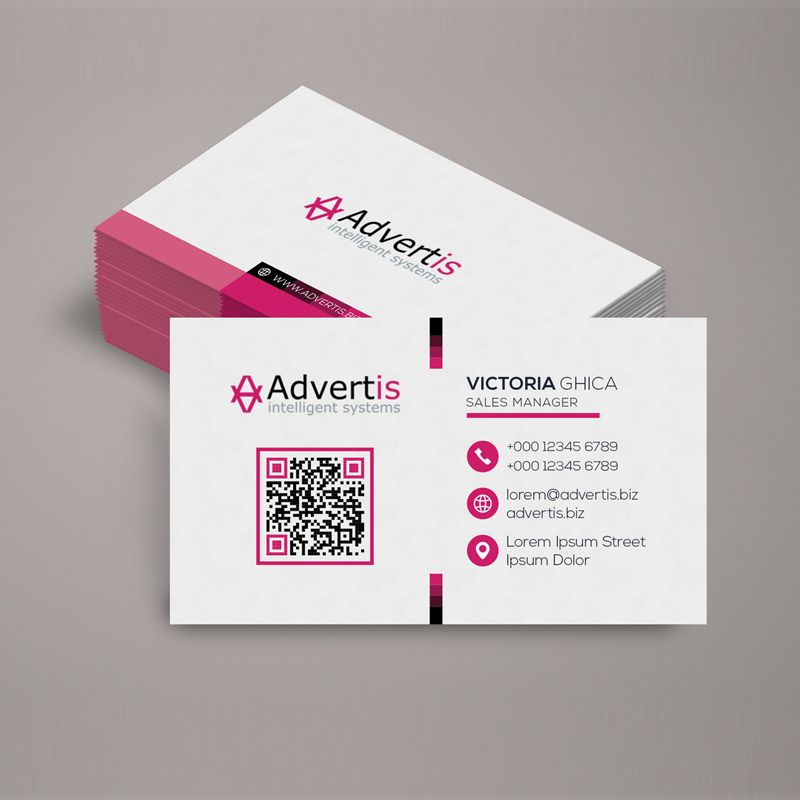 Advertis
intelligent systems
WWW.ADVERTIS.BIZ
Advertis
intelligent systems
VICTORIA GHICA
SALES MANAGER
+000 12345 6789
+000 12345 6789
lorem@advertis.biz
advertis.biz
Lorem Ipsum Street
Ipsum Dolor